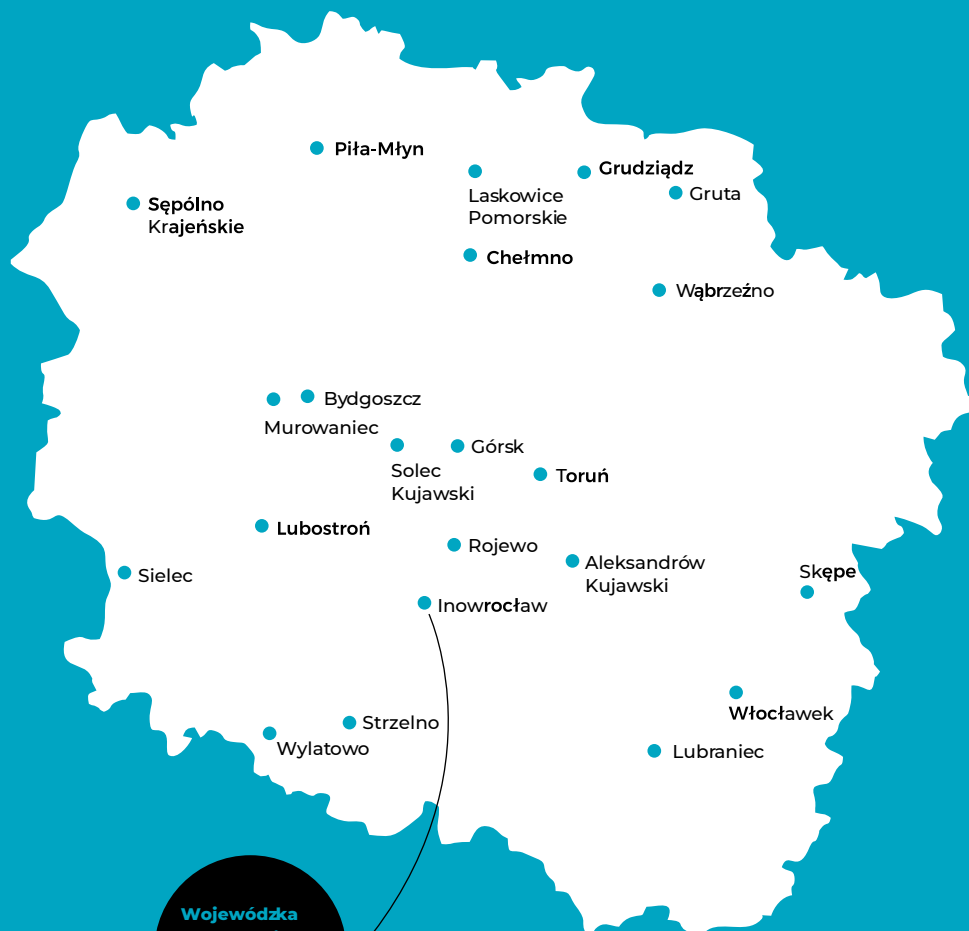 Piła-Młyn
Grudziądz
Laskowice
Pomorskie
Gruta
Sępólno
Krajeńskie
Chełmno
Wąbrzeźno
Bydgoszcz
Murowaniec
Górsk
Solec
Kujawski
Toruń
Lubostroń
Rojewo
Aleksandrów
Kujawski
Sielec
Skępe
Inowrocław
Włocławek
Strzelno
Wylatowo
Lubraniec
Wojewódzka